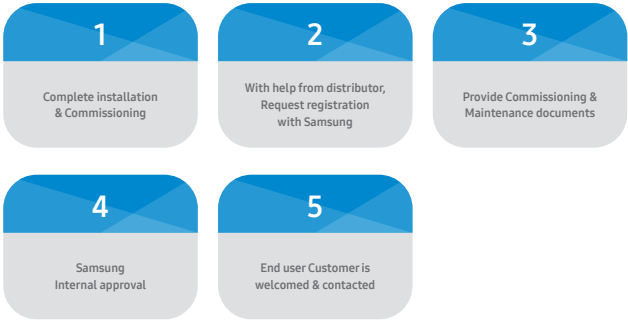 1
Complete installation
& Commissioning
2
With help from distributor,
Request registration
with Samsung
3
Provide Commissioning &
Maintenance documents
4
Samsung
Internal approval
5
End user Customer is
welcomed & contacted